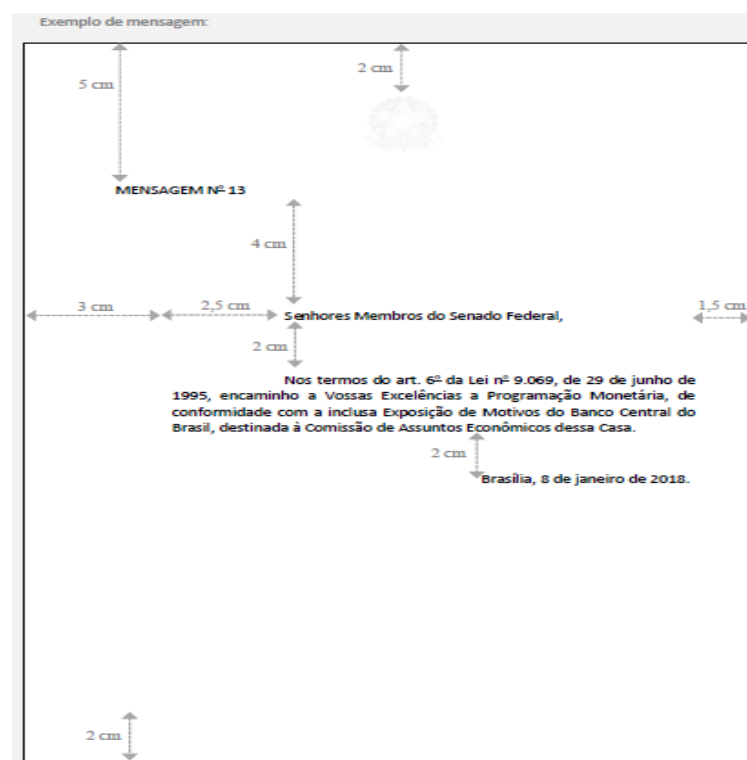 Exemplo de mensagem:
5 cm
2 cm
MENSAGEM Nº 13
4 cm
3 cm
2,5 cm
Senhores Membros do Senado Federal,
1,5 cm
2 cm
Nos termos do art. 6º da Lei nº 9.069, de 29 de junho de
1995, encaminho a Vossas Excelências a Programação Monetária, de
conformidade com a inclusa Exposição de Motivos do Banco Central do
Brasil, destinada à Comissão de Assuntos Econômicos dessa Casa.
2 cm
Brasília, 8 de janeiro de 2018.
2 cm